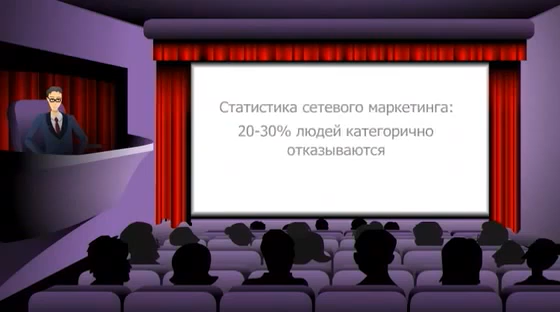 Статистика сетевого маркетинга:
20-30% людей категорично
отказываются